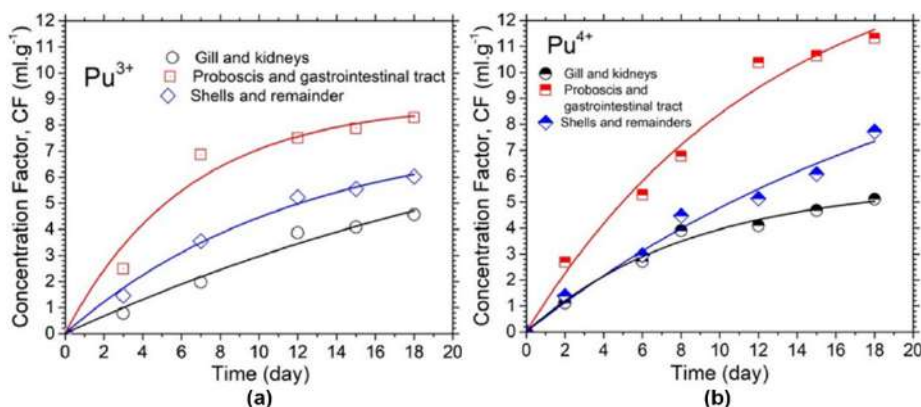 Pu3+
Gill and kidneys
Proboscis and gastrointestinal tract
Shells and remainder
Concentration Factor, CF (ml.g-1)
12
11
10
9
8
7
6
5
4
3
2
1
0
0 2 4 6 8 10 12 14 16 18 20
Time (day)
(a)
Pu4+
Gill and kidneys
Proboscis and
gastrointestinal tract
Shells and remainders
Concentration Factor, CF (ml.g-1)
12
11
10
9
8
7
6
5
4
3
2
1
0
0 2 4 6 8 10 12 14 16 18 20
Time (day)
(b)